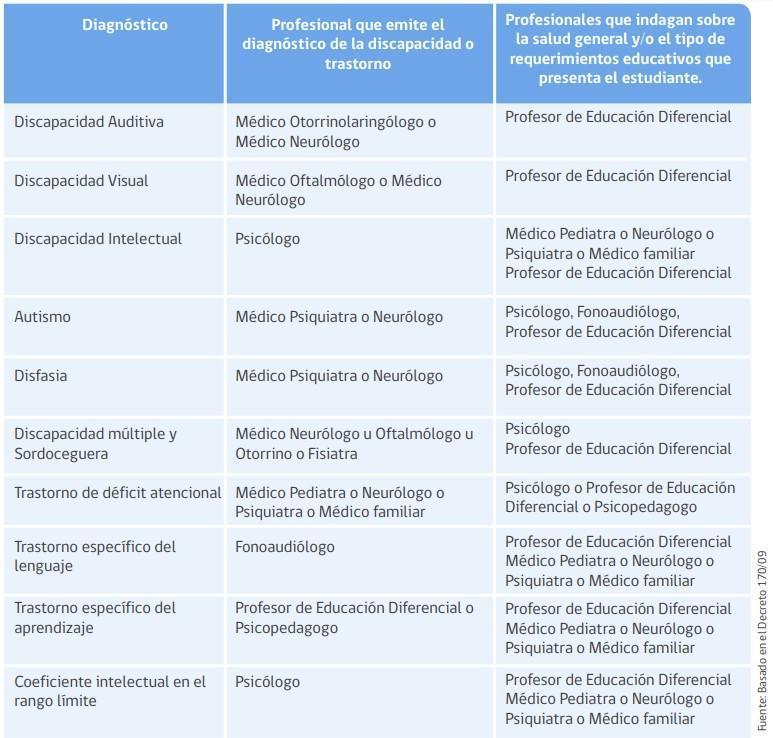 Diagnóstico
Profesional que emite el
diagnóstico de la discapacidad o
trastorno
Profesionales que indagan sobre
la salud general y/o el tipo de
requerimientos educativos que
presenta el estudiante.
Discapacidad Auditiva
Médico Otorrinolaringólogo o
Médico Neurólogo
Profesor de Educación Diferencial
Discapacidad Visual
Médico Oftalmólogo o Médico
Neurólogo
Profesor de Educación Diferencial
Discapacidad Intelectual
Psicólogo
Médico Pediatra o Neurólogo o
Psiquiatra o Médico familiar
Profesor de Educación Diferencial
Autismo
Médico Psiquiatra o Neurólogo
Psicólogo, Fonoaudiólogo,
Profesor de Educación Diferencial
Disfasia
Médico Psiquiatra o Neurólogo
Psicólogo, Fonoaudiólogo,
Profesor de Educación Diferencial
Discapacidad múltiple y
Sordoceguera
Médico Neurólogo u Oftalmólogo u
Otorrino o Fisiatra
Psicólogo
Profesor de Educación Diferencial
Trastorno de déficit atencional
Médico Pediatra o Neurólogo o
Psiquiatra o Médico familiar
Psicólogo o Profesor de Educación
Diferencial o Psicopedagogo
Trastorno específico del
lenguaje
Fonoaudiólogo
Profesor de Educación Diferencial
Médico Pediatra o Neurólogo o
Psiquiatra o Médico familiar
Trastorno específico del
aprendizaje
Profesor de Educación Diferencial o
Psicopedagogo
Profesor de Educación Diferencial
Médico Pediatra o Neurólogo o
Psiquiatra o Médico familiar
Coeficiente intelectual en el
rango límite
Psicólogo
Profesor de Educación Diferencial
Médico Pediatra o Neurólogo o
Psiquiatra o Médico familiar
Fuente: Basado en el Decreto 170/09